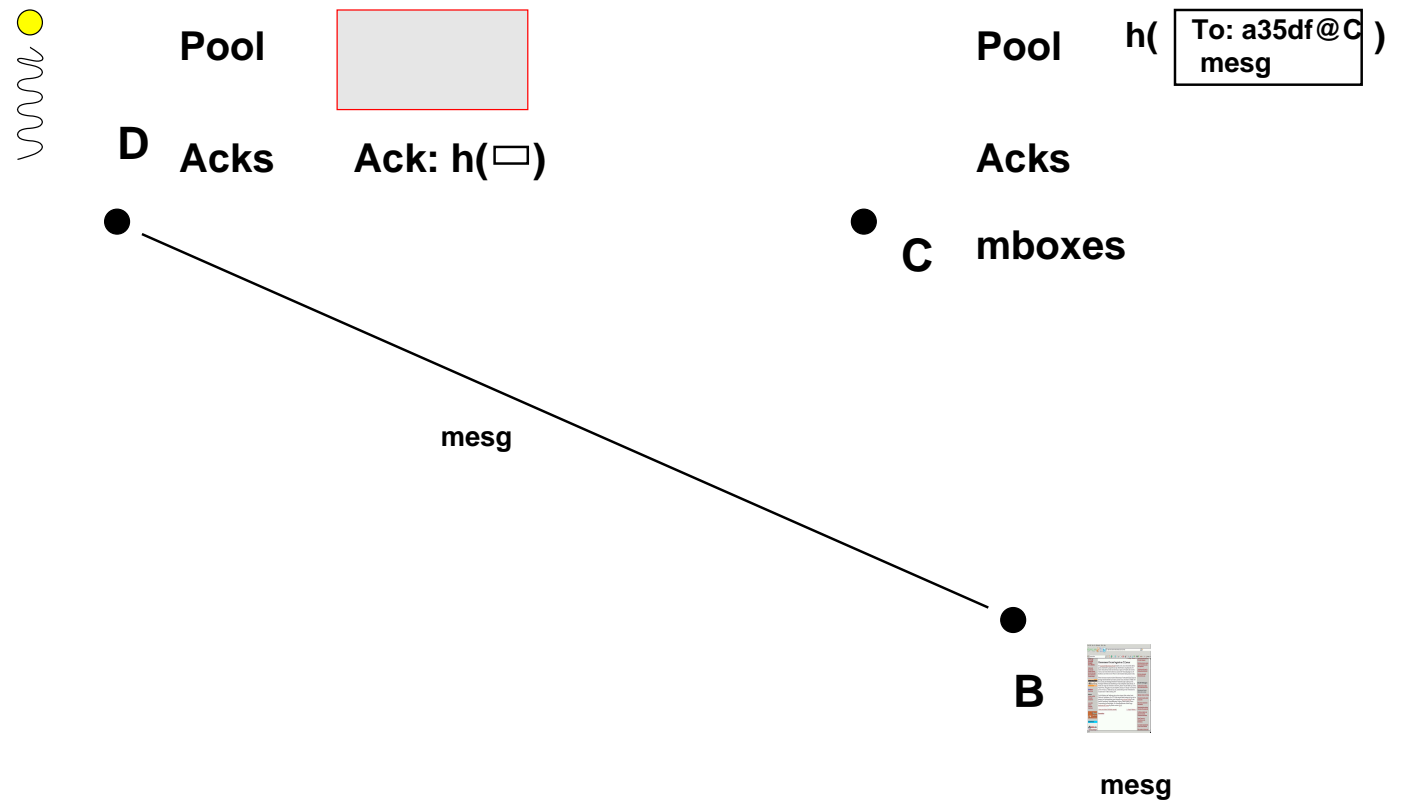 Pool
D
Acks
Ack: h( )
Pool
h(
To: a35df@C
mesg
)
Acks
C
mboxes
mesg
B
mesg